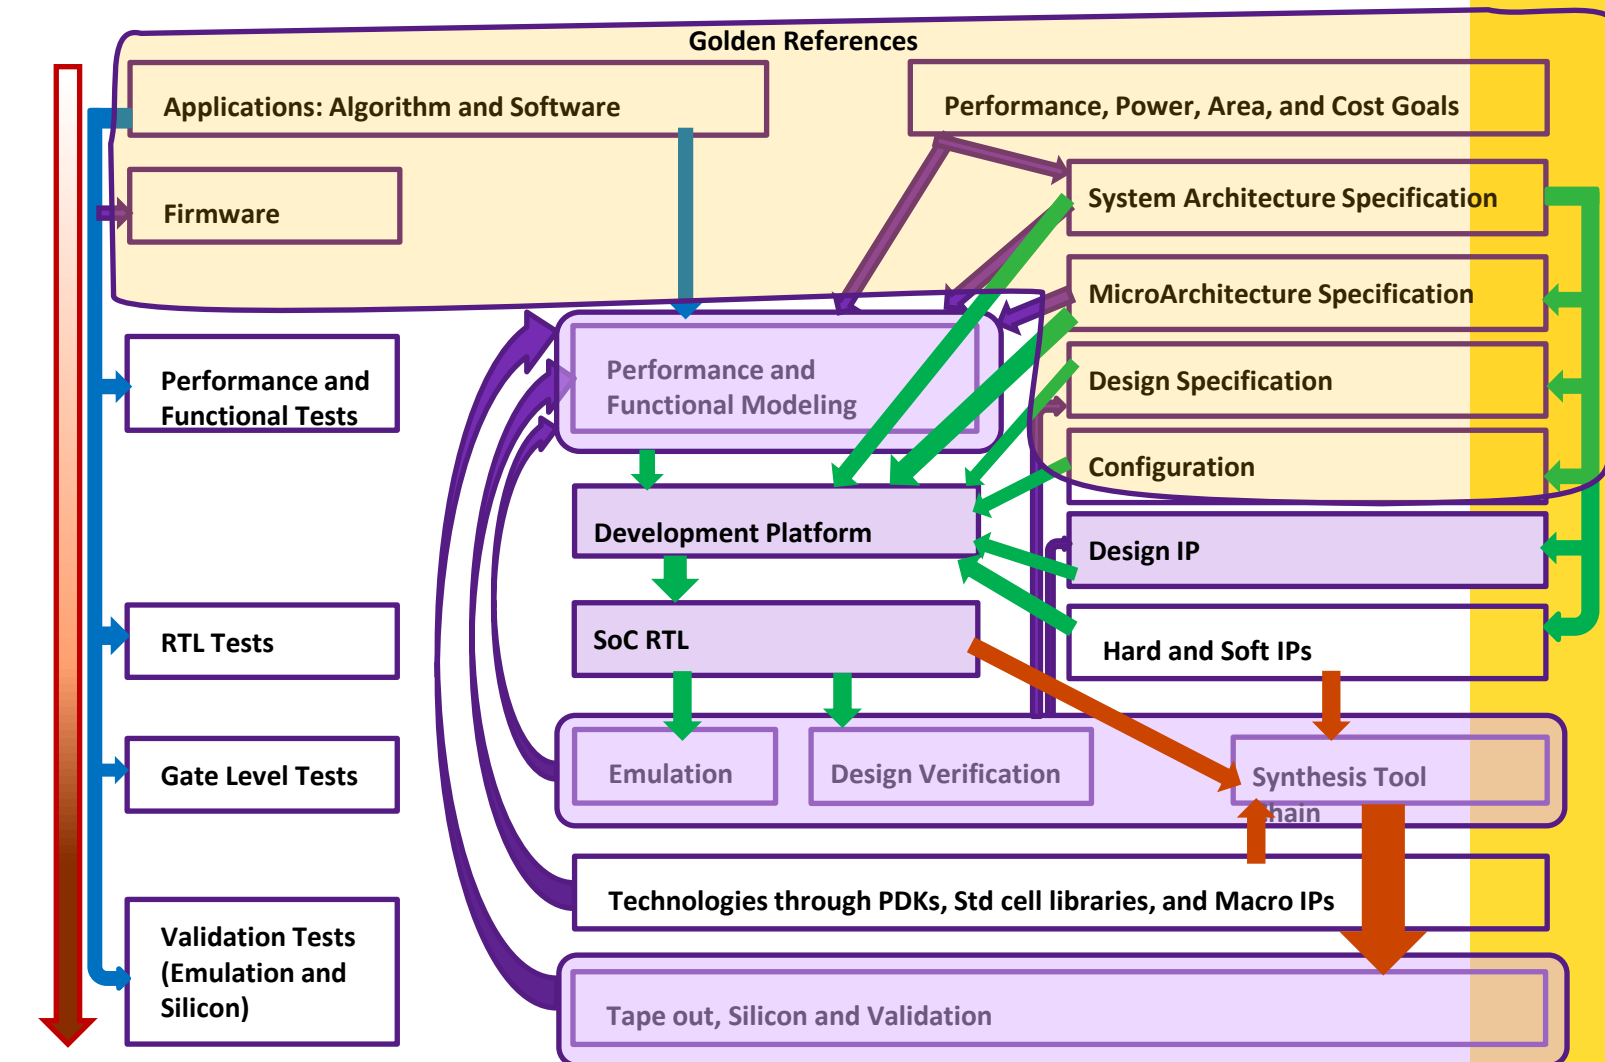 Golden References
Applications: Algorithm and Software
Performance, Power, Area, and Cost Goals
Firmware
System Architecture Specification
MicroArchitecture Specification
Performance and
Functional Tests
Performance and
Functional Modeling
Design Specification
Configuration
Development Platform
Design IP
RTL Tests
SoC RTL
Hard and Soft IPs
Gate Level Tests
Emulation
Design Verification
Synthesis Tool
Chain
Technologies through PDKs, Std cell libraries, and Macro IPs
Validation Tests
(Emulation and
Silicon)
Tape out, Silicon and Validation